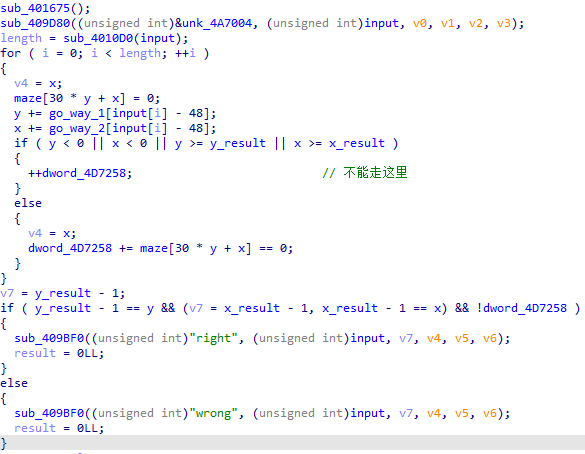 sub_401675();
sub_409D80((unsigned int)&unk_4A7004, (unsigned int)input, v0, v1, v2, v3);
length = sub_4010D0(input);
for ( i = 0; i < length; ++i )
{
v4 = x;
maze[30 * y + x] = 0;
y += go_way_1[input[i] - 48];
x += go_way_2[input[i] - 48];
if ( y < 0 || x < 0 || y >= y_result || x >= x_result )
{
++dword_4D7258; // 不能走这里
}
else
{
v4 = x;
dword_4D7258 += maze[30 * y + x] == 0;
}
}
v7 = y_result - 1;
if ( y_result - 1 == y && (v7 = x_result - 1, x_result - 1 == x) && !dword_4D7258 )
{
sub_409BF0((unsigned int)"right", (unsigned int)input, v7, v4, v5, v6);
result = 0LL;
}
else
{
sub_409BF0((unsigned int)"wrong", (unsigned int)input, v7, v4, v5, v6);
result = 0LL;
}